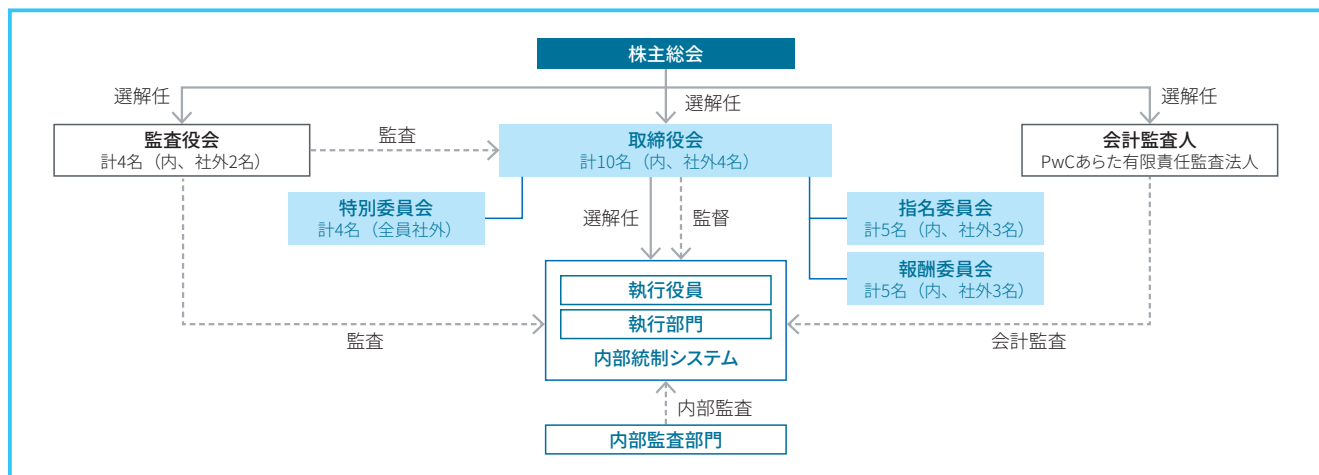 株主総会
選解任
選解任
選解任
監査役会
計4名（内、社外2名）
監査
取締役会
計10名（内、社外4名）
会計監査人
PwCあらた有限責任監査法人
特別委員会
計4名（全員社外）
選解任
監督
指名委員会
計5名（内、社外3名）
報酬委員会
計5名（内、社外3名）
執行役員
執行部門
内部統制システム
監査
会計監査
内部監査
内部監査部門